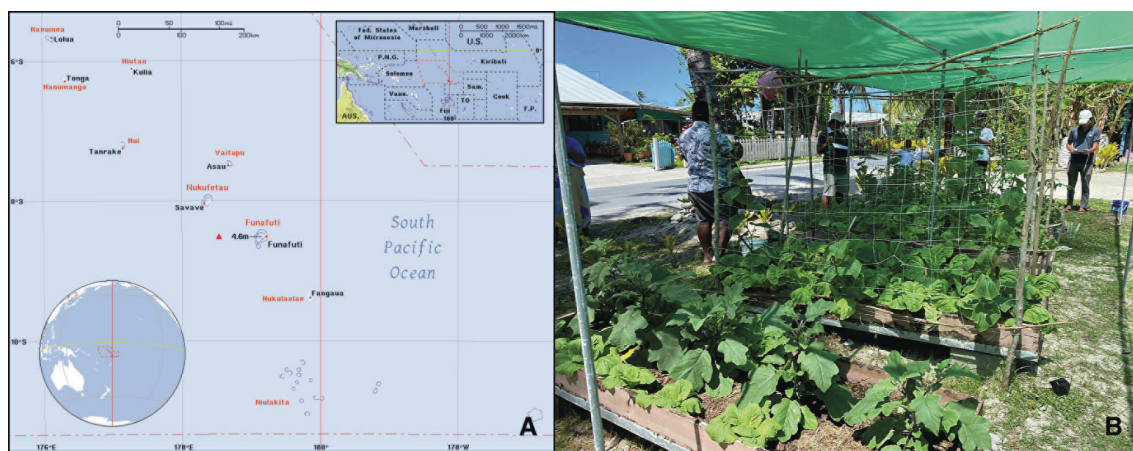 Nanumea
Lolua
0 50 100mi
0 100 200km
6°S
Niutao
Kulia
Tonga
Nanumanga
Nui
Tanrake
Vaitupu
Asau
Nukufetau
8°S
Savave
Funafuti
4.6m
Funafuti
South
Pacific
Ocean
Nukulaelae
Fangaua
10°S
Niulakita
176°E
178°E
180°
178°W
A
Fed. States
of Micronesia
Marshall
U.S.
0 500 1000 1500mi
0 1000 2000km
0°
P.N.G.
Kiribati
Solomons
Sam.
Vanu.
TO
Cook
Fiji
F.P.
AUS.
180°
B